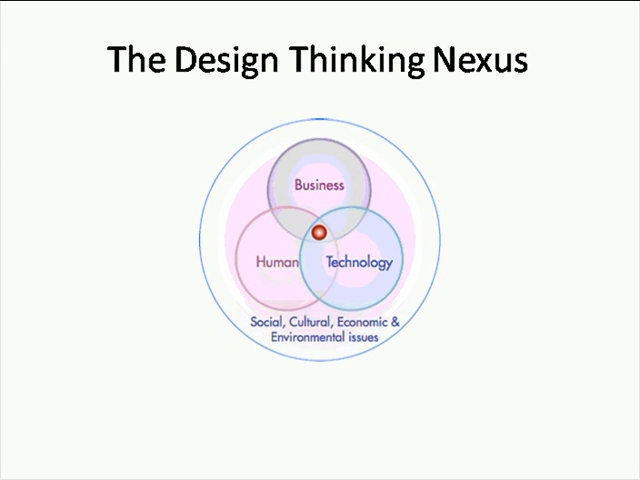 The Design Thinking Nexus
Business
Human
Technology
Social, Cultural, Economic &
Environmental issues